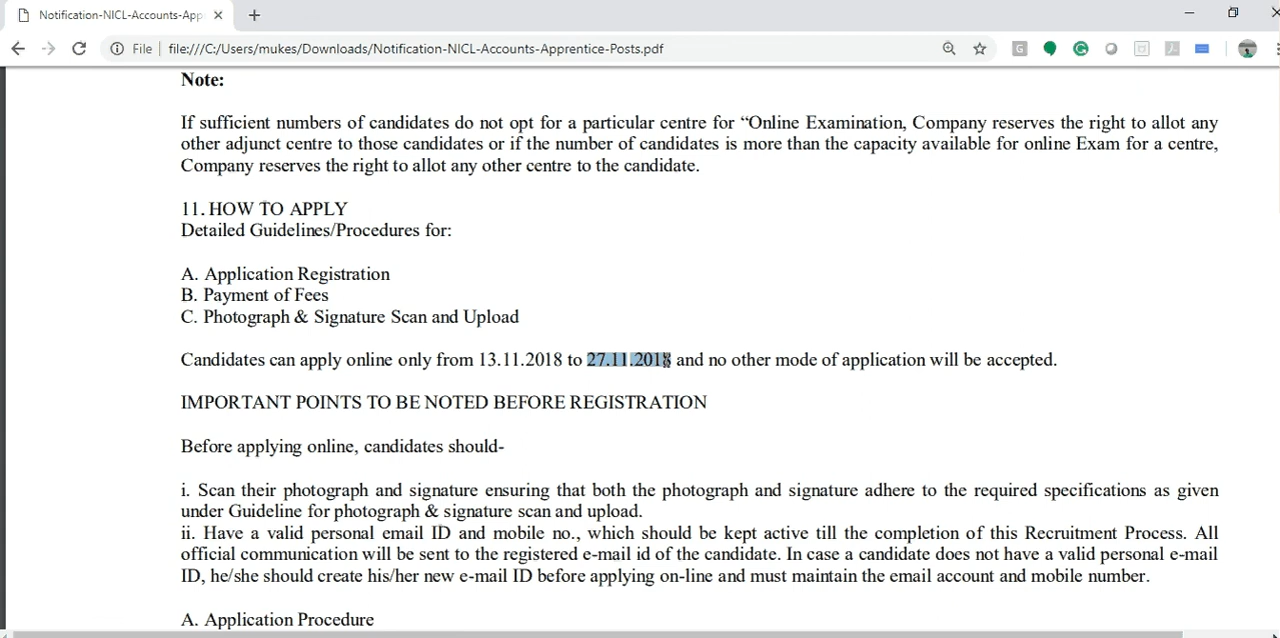 Notification-NICL-Accounts-App
File
file:///C:/Users/mukes/Downloads/Notification-NICL-Accounts-Apprentice-Posts.pdf
Note:
If sufficient numbers of candidates do not opt for a particular centre for “Online Examination, Company reserves the right to allot any
other adjunct centre to those candidates or if the number of candidates is more than the capacity available for online Exam for a centre,
Company reserves the right to allot any other centre to the candidate.
11. HOW TO APPLY
Detailed Guidelines/Procedures for:
A. Application Registration
B. Payment of Fees
C. Photograph & Signature Scan and Upload
Candidates can apply online only from 13.11.2018 to 27.11.2018 and no other mode of application will be accepted.
IMPORTANT POINTS TO BE NOTED BEFORE REGISTRATION
Before applying online, candidates should-
i. Scan their photograph and signature ensuring that both the photograph and signature adhere to the required specifications as given
under Guideline for photograph & signature scan and upload.
ii. Have a valid personal email ID and mobile no., which should be kept active till the completion of this Recruitment Process. All
official communication will be sent to the registered e-mail id of the candidate. In case a candidate does not have a valid personal e-mail
ID, he/she should create his/her new e-mail ID before applying on-line and must maintain the email account and mobile number.
A. Application Procedure